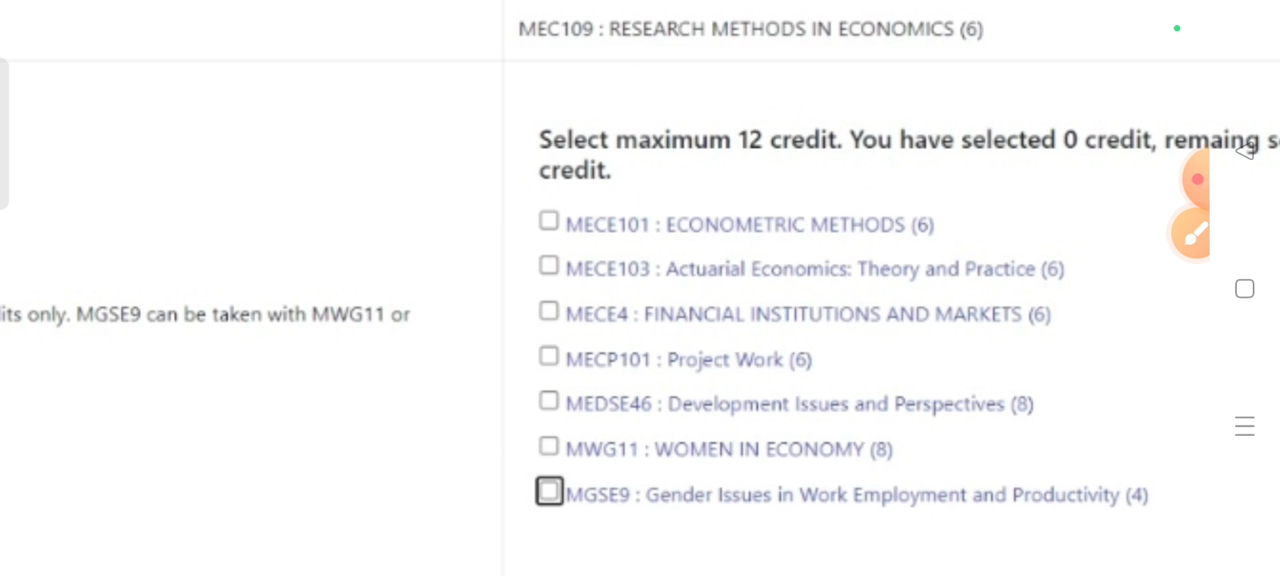 MEC109 : RESEARCH METHODS IN ECONOMICS (6)
Select maximum 12 credit. You have selected 0 credit, remaing
credit.
MECE101 : ECONOMETRIC METHODS (6)
MECE103 : Actuarial Economics: Theory and Practice (6)
its only. MGSE9 can be taken with MWG11 or
MECE4 : FINANCIAL INSTITUTIONS AND MARKETS (6)
MECP101 : Project Work (6)
MEDSE46 : Development Issues and Perspectives (8)
MWG11 : WOMEN IN ECONOMY (8)
MGSE9 : Gender Issues in Work Employment and Productivity (4)